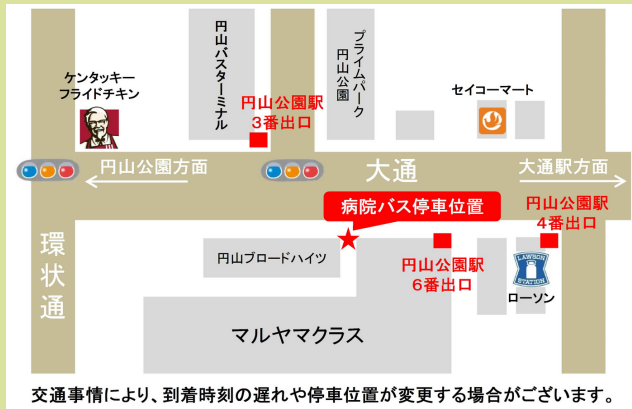 円山バスターミナル
プライムパーク
円山公園
ケンタッキー
フライドチキン
円山公園駅
3番出口
セイコーマート
円山公園方面
大通
大通駅方面
病院バス停車位置
円山公園駅
4番出口
環状通
円山ブロードハイツ
円山公園駅
6番出口
LAWSON
STATION
ローソン
マルヤマクラス
交通事情により、到着時刻の遅れや停車位置が変更する場合がございます。